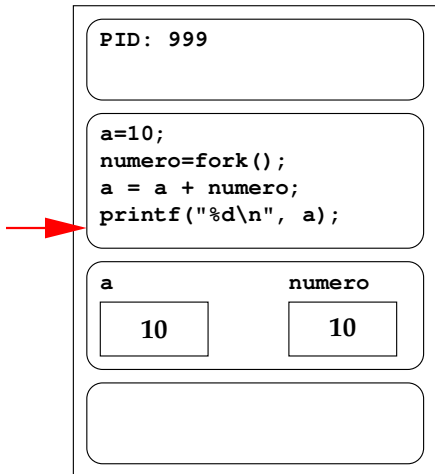 PID: 999
a=10;
numero=fork();
a = a + numero;
printf("%d\n", a);
a numero
10 10